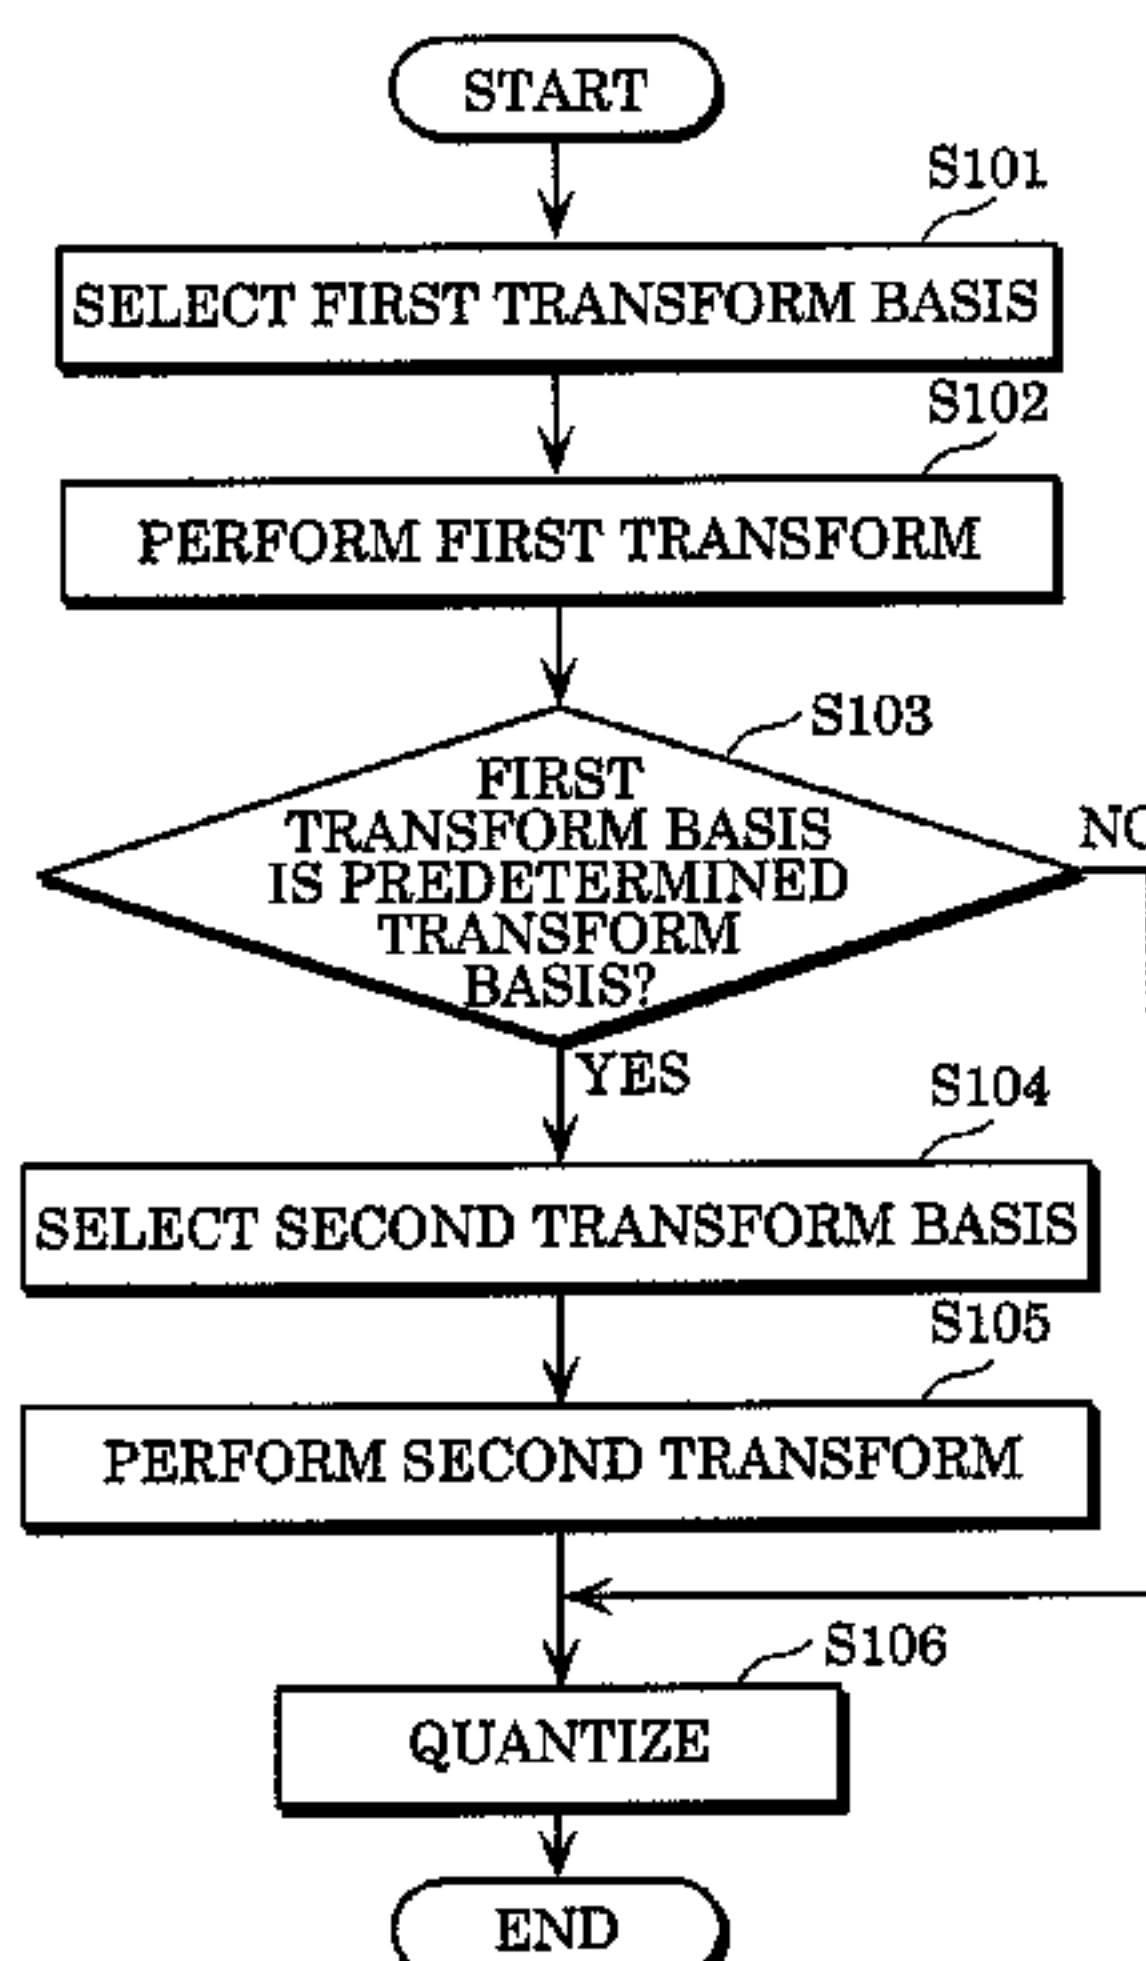 START
S101
SELECT FIRST TRANSFORM BASIS
S102
PERFORM FIRST TRANSFORM
S103
FIRST
TRANSFORM BASIS
IS PREDETERMINED
TRANSFORM
BASIS?
NO
YES
S104
SELECT SECOND TRANSFORM BASIS
S105
PERFORM SECOND TRANSFORM
S106
QUANTIZE
END